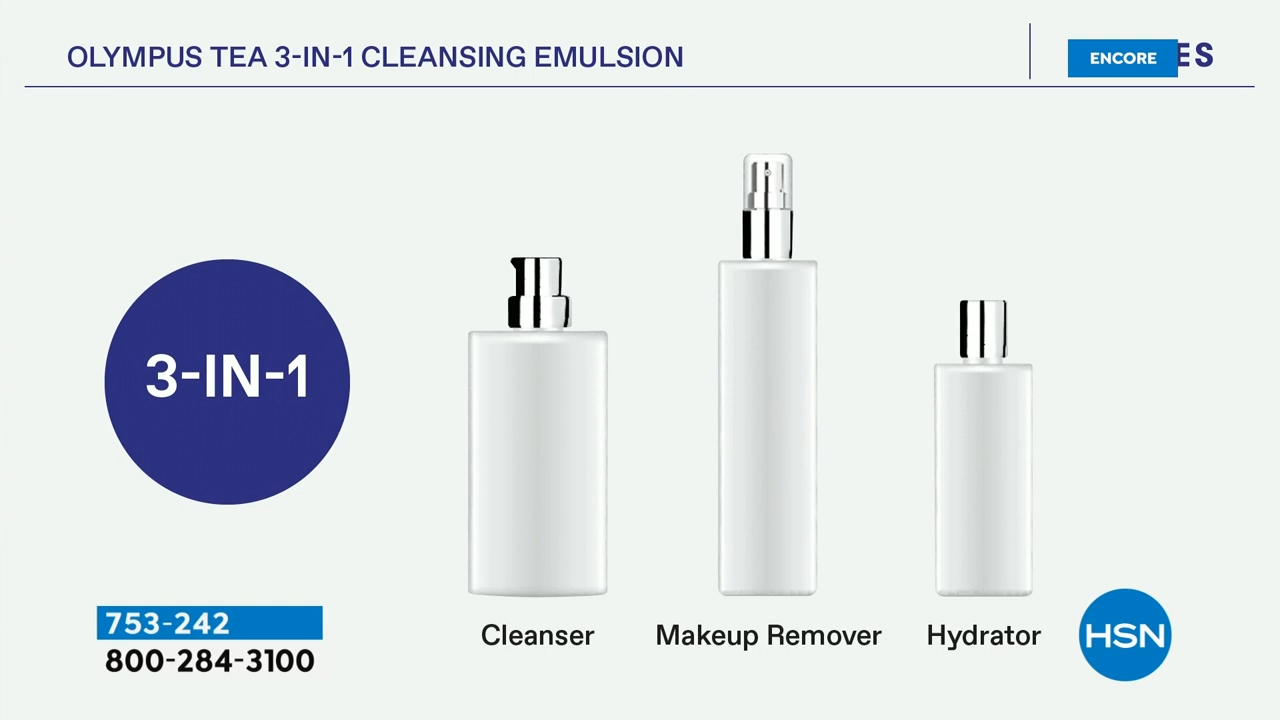 OLYMPUS TEA 3-IN-1 CLEANSING EMULSION
ENCORE
ES
3-IN-1
Cleanser
Makeup Remover
Hydrator
753-242
800-284-3100
HSN